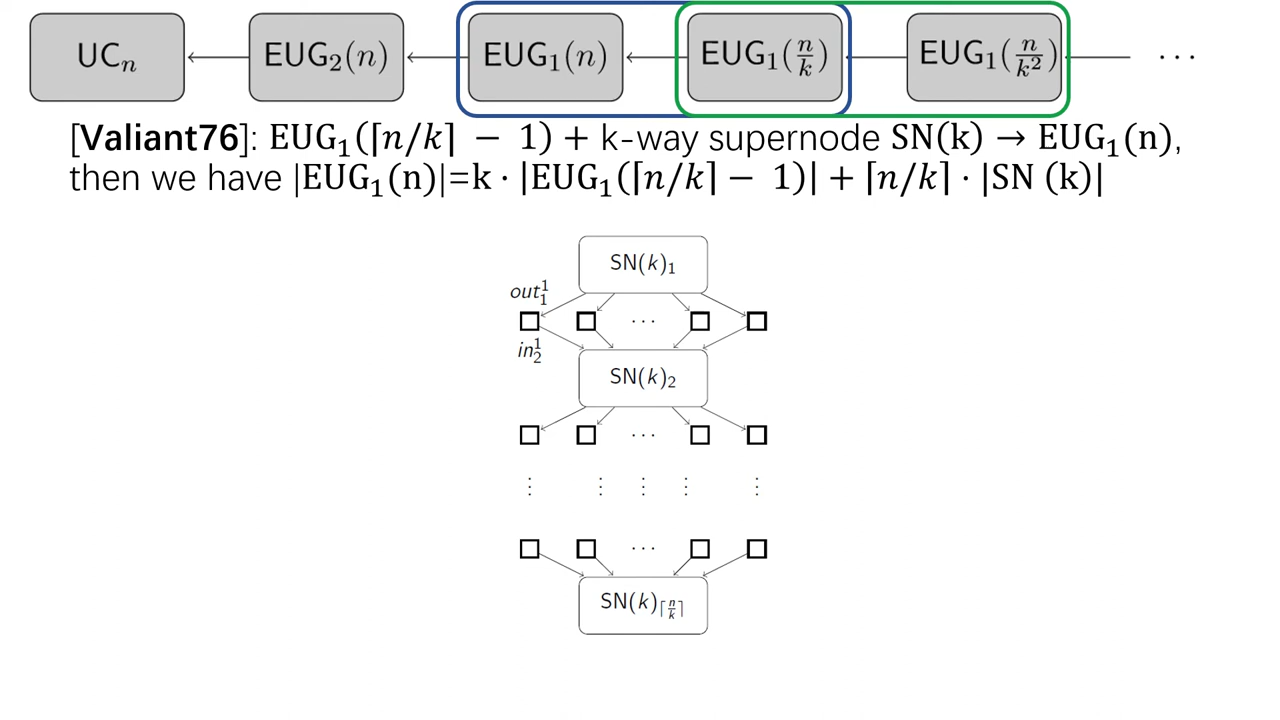 UCₙ EUG₂(n) EUG₁(n) EUG₁(n/k) EUG₁(n/k²) ⋯
[Valiant76]: EUG₁(⌈n/k⌉ − 1) + k-way supernode SN(k) → EUG₁(n),
then we have |EUG₁(n)|=k · |EUG₁(⌈n/k⌉ − 1)| + ⌈n/k⌉ · |SN (k)|
SN(k)₁
out₁¹
⋯
in₂¹
SN(k)₂
⋯
⋮ ⋮ ⋮ ⋮ ⋮
⋯
SN(k)⌈n/k⌉